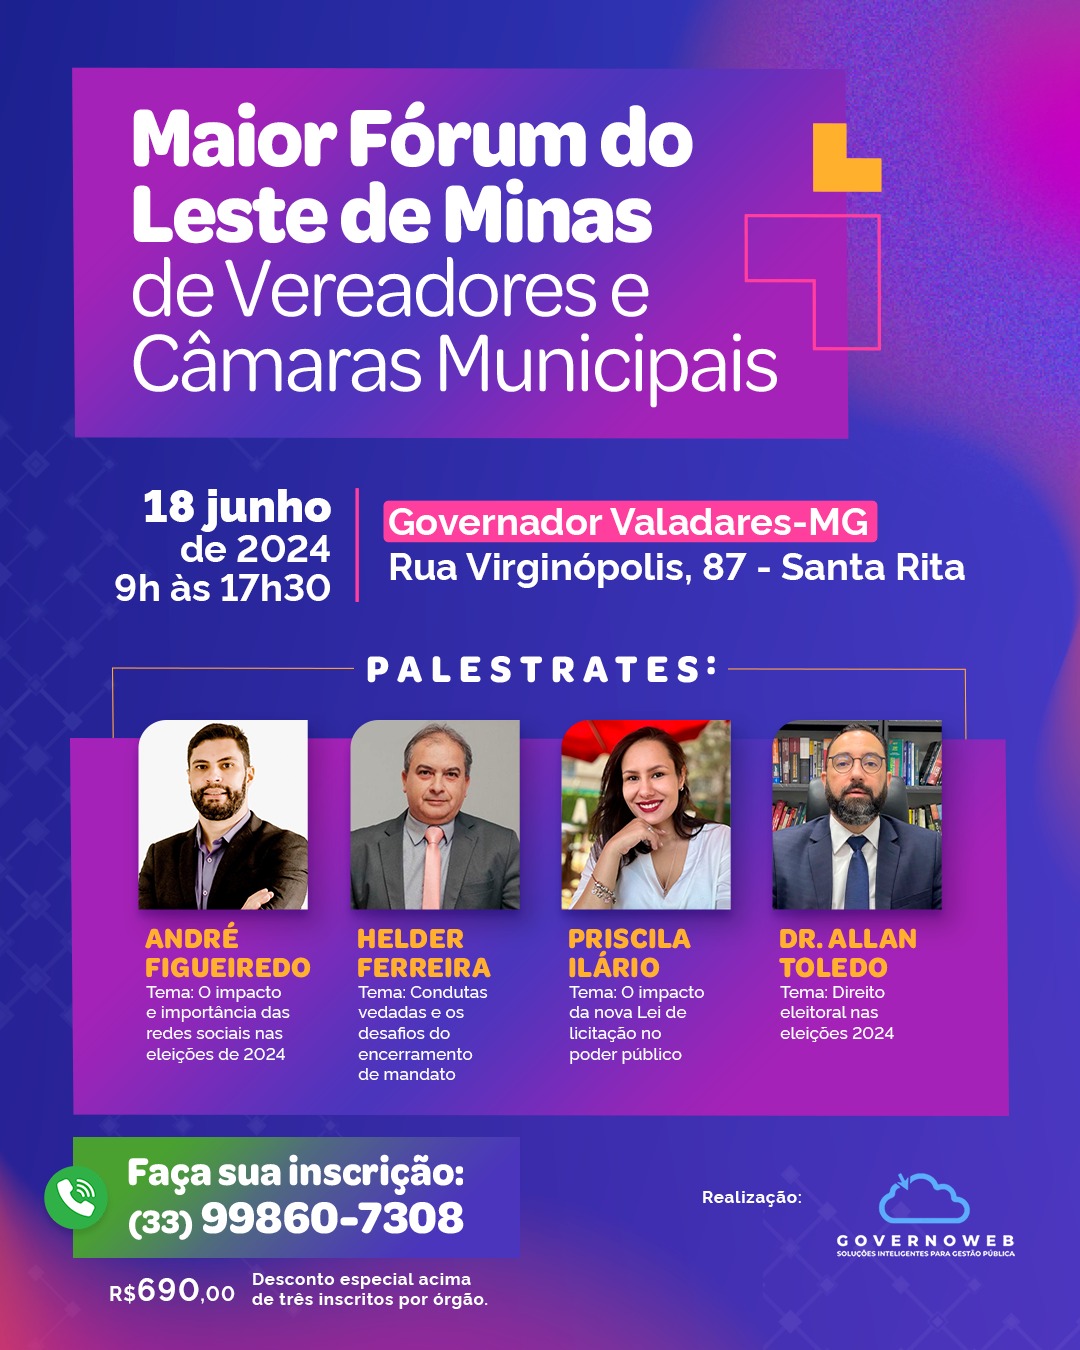 Maior Fórum do
Leste de Minas
de Vereadores e
Câmaras Municipais
18 junho
de 2024
9h às 17h30
Governador Valadares-MG
Rua Virginópolis, 87 - Santa Rita
PALESTRATES:
ANDRÉ
FIGUEIREDO
Tema: O impacto
e importância das
redes sociais nas
eleições de 2024
HELDER
FERREIRA
Tema: Condutas
vedadas e os
desafios do
encerramento
de mandato
PRISCILA
ILÁRIO
Tema: O impacto
da nova Lei de
licitação no
poder público
DR. ALLAN
TOLEDO
Tema: Direito
eleitoral nas
eleições 2024
Faça sua inscrição:
(33) 99860-7308
R$690,00
Desconto especial acima
de três inscritos por órgão.
Realização:
GOVERNOWEB
SOLUÇÕES INTELIGENTES PARA GESTÃO PÚBLICA